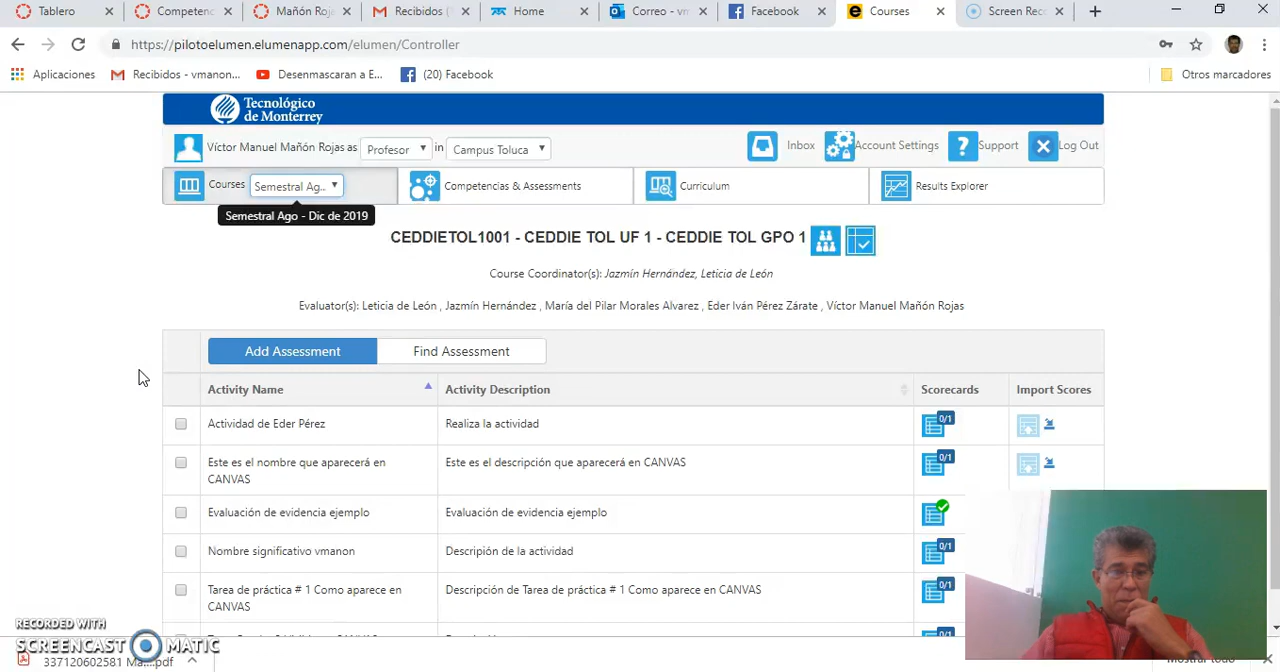 Tablero
Competenc
Mañón Roja
Recibidos (
Home
Correo - vm
Facebook
Courses
Screen Reco
https://pilotoelumen.elumenapp.com/elumen/Controller
Aplicaciones
Recibidos - vmanon...
Desenmascaran a E...
(20) Facebook
Otros marcadores
Tecnológico
de Monterrey
Víctor Manuel Mañón Rojas
Profesor
in
Campus Toluca
Inbox
Account Settings
Support
Log Out
Courses
Semestral Ag...
Competencias & Assessments
Curriculum
Results Explorer
Semestral Ago - Dic de 2019
CEDDIETOL1001 - CEDDIE TOL UF 1 - CEDDIE TOL GPO 1
Course Coordinator(s): Jazmín Hernández, Leticia de León
Evaluator(s): Leticia de León , Jazmín Hernández , María del Pilar Morales Alvarez , Eder Iván Pérez Zárate , Víctor Manuel Mañón Rojas
Add Assessment
Find Assessment
Activity Name
Activity Description
Scorecards
Import Scores
Actividad de Eder Pérez
Realiza la actividad
0/1
Este es el nombre que aparecerá en
CANVAS
Este es el descripción que aparecerá en CANVAS
0/1
Evaluación de evidencia ejemplo
Evaluación de evidencia ejemplo
Nombre significativo vmanon
Descripión de la actividad
0/1
Tarea de práctica # 1 Como aparece en
CANVAS
Descripción de Tarea de práctica # 1 Como aparece en CANVAS
0/1
RECORDED WITH
SCREENCAST MATIC
337120602581 Ma....pdf
Mostrar todo